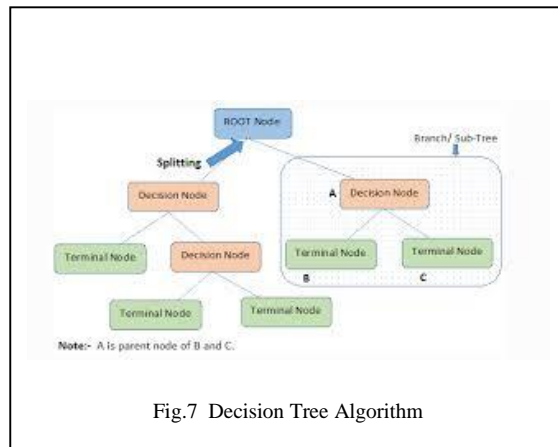 ROOT Node
Branch/ Sub-Tree
Splitting
Decision Node
A Decision Node
Terminal Node
Decision Node
Terminal Node
Terminal Node
B
C
Terminal Node
Terminal Node
Note:- A is parent node of B and C.
Fig.7 Decision Tree Algorithm